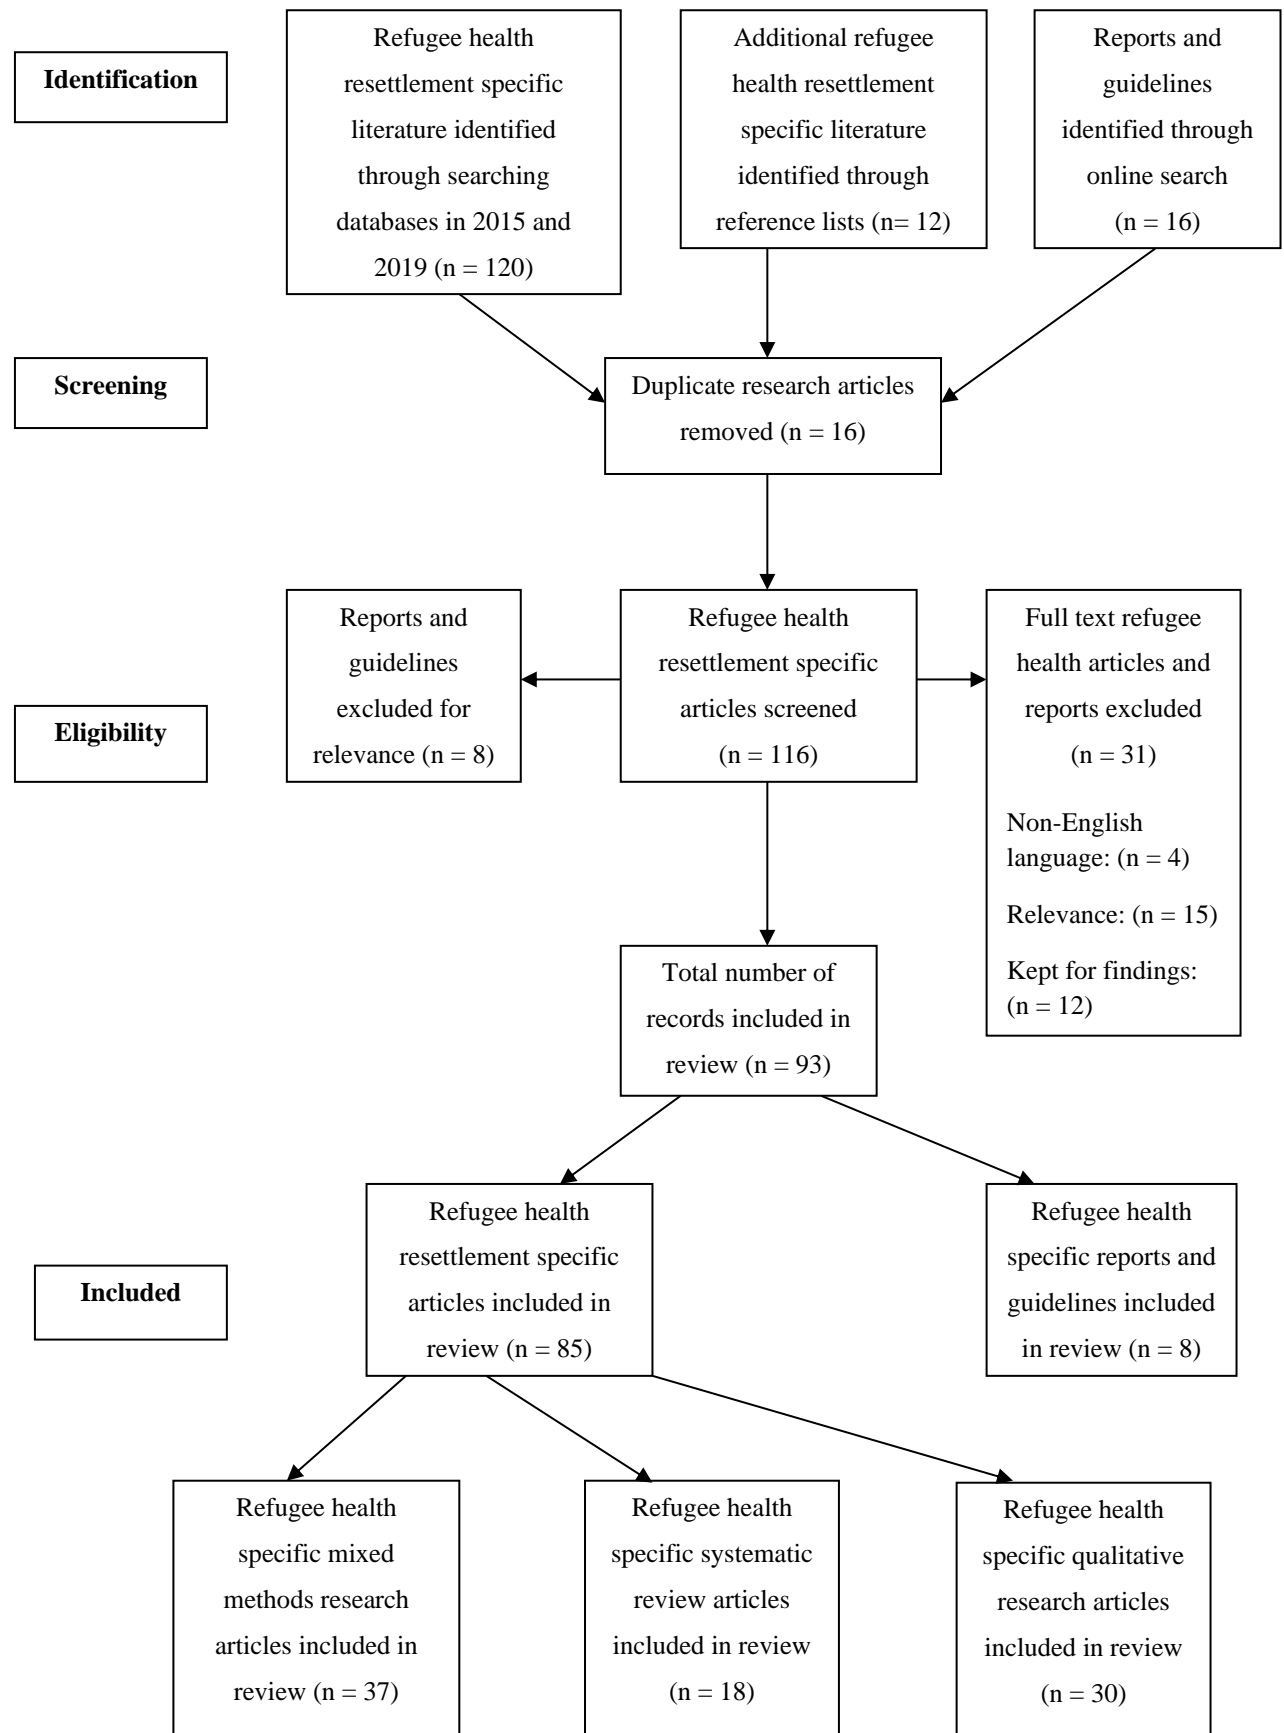 Identification
Refugee health
resettlement specific
literature identified
through searching
databases in 2015 and
2019 (n = 120)
Additional refugee
health resettlement
specific literature
identified through
reference lists (n= 12)
Reports and
guidelines
identified through
online search
(n = 16)
Screening
Duplicate research articles
removed (n = 16)
Eligibility
Reports and
guidelines
excluded for
relevance (n = 8)
Refugee health
resettlement specific
articles screened
(n = 116)
Full text refugee
health articles and
reports excluded
(n = 31)
Non-English
language: (n = 4)
Relevance: (n = 15)
Kept for findings:
(n = 12)
Total number of
records included in
review (n = 93)
Included
Refugee health
resettlement specific
articles included in
review (n = 85)
Refugee health
specific reports and
guidelines included
in review (n = 8)
Refugee health
specific mixed
methods research
articles included in
review (n = 37)
Refugee health
specific systematic
review articles
included in review
(n = 18)
Refugee health
specific qualitative
research articles
included in review
(n = 30)